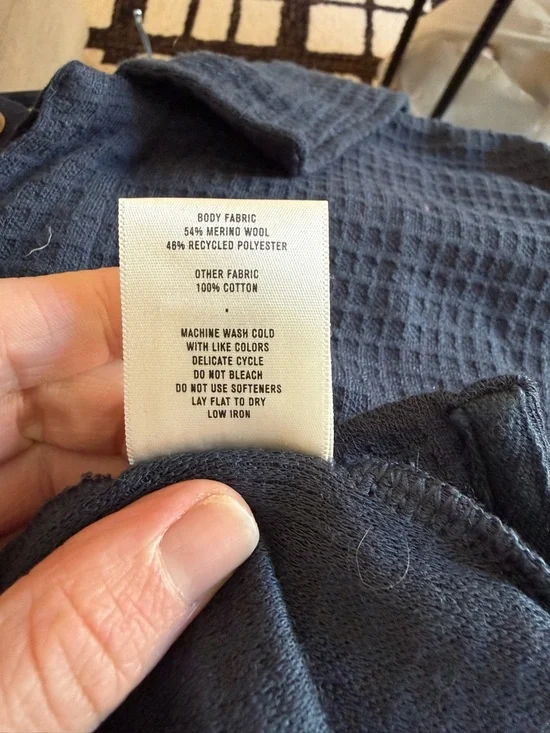 BODY FABRIC
54% MERINO WOOL
46% RECYCLED POLYESTER
OTHER FABRIC
100% COTTON
MACHINE WASH COLD
WITH LIKE COLORS
DELICATE CYCLE
DO NOT BLEACH
DO NOT USE SOFTENERS
LAY FLAT TO DRY
LOW IRON